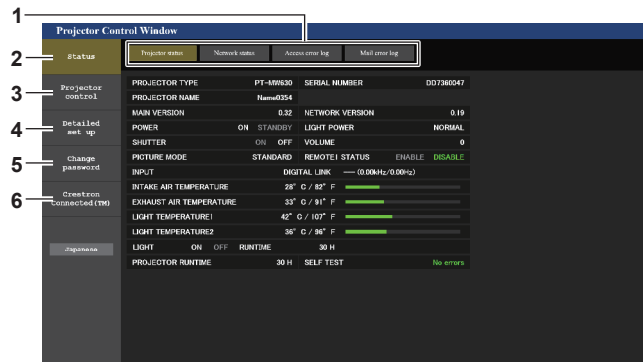 1
Projector Control Window
2
Status
Projector status
Network status
Access error log
Mail error log
3
Projector
control
4
Detailed
set up
5
Change
password
6
Crestron
Connected(TM)
Japanese
PROJECTOR TYPE PT-MW630 SERIAL NUMBER DD7360047
PROJECTOR NAME Name0354
MAIN VERSION 0.32 NETWORK VERSION 0.19
POWER ON STANDBY LIGHT POWER NORMAL
SHUTTER ON OFF VOLUME 0
PICTURE MODE STANDARD REMOTE1 STATUS ENABLE DISABLE
INPUT DIGITAL LINK — (0.00kHz/0.00Hz)
INTAKE AIR TEMPERATURE 28° C / 82° F
EXHAUST AIR TEMPERATURE 33° C / 91° F
LIGHT TEMPERATURE1 42° C / 107° F
LIGHT TEMPERATURE2 36° C / 96° F
LIGHT ON OFF RUNTIME 30 H
PROJECTOR RUNTIME 30 H SELF TEST No errors